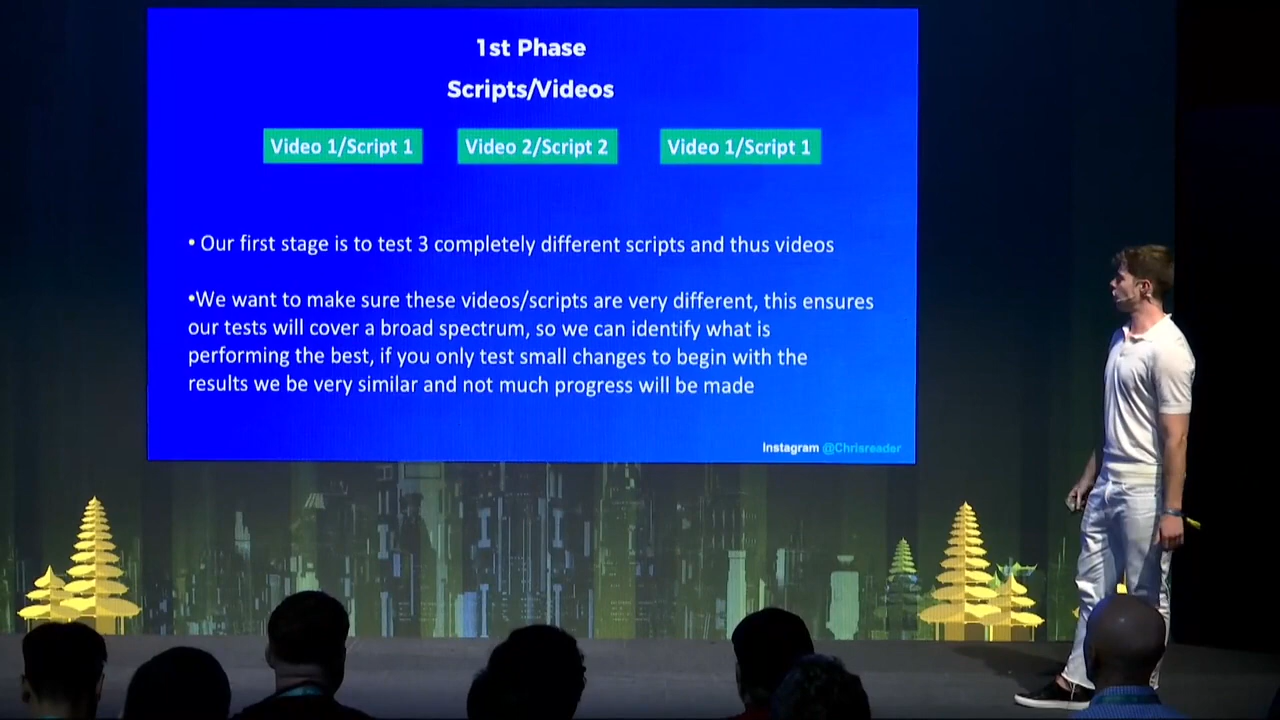 1st Phase
Scripts/Videos
Video 1/Script 1
Video 2/Script 2
Video 1/Script 1
• Our first stage is to test 3 completely different scripts and thus videos
•We want to make sure these videos/scripts are very different, this ensures
our tests will cover a broad spectrum, so we can identify what is
performing the best, if you only test small changes to begin with the
results we be very similar and not much progress will be made
Instagram @Chrisreader